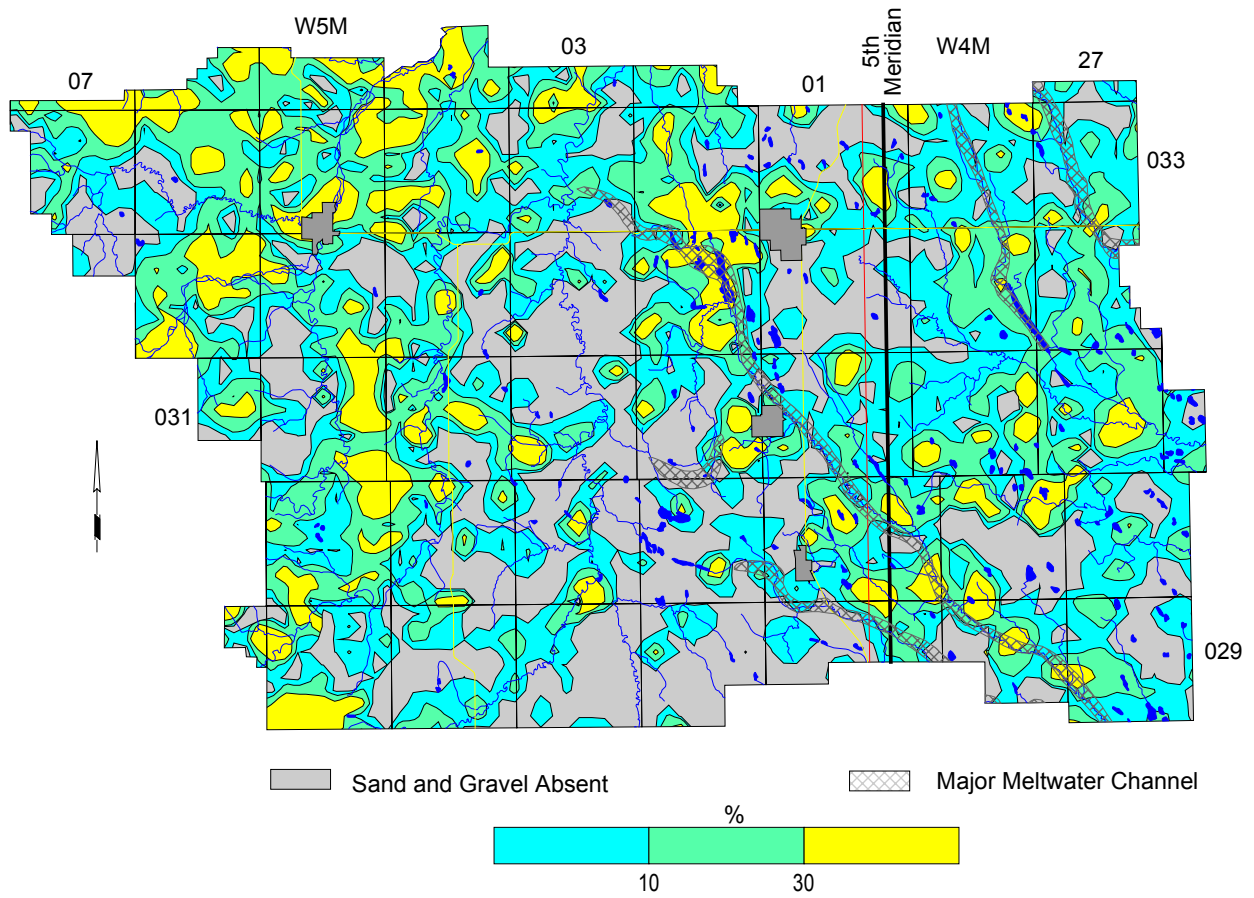 W5M
03
5th
Meridian
W4M
07
01
27
033
031
029
Sand and Gravel Absent
Major Meltwater Channel
%
10
30